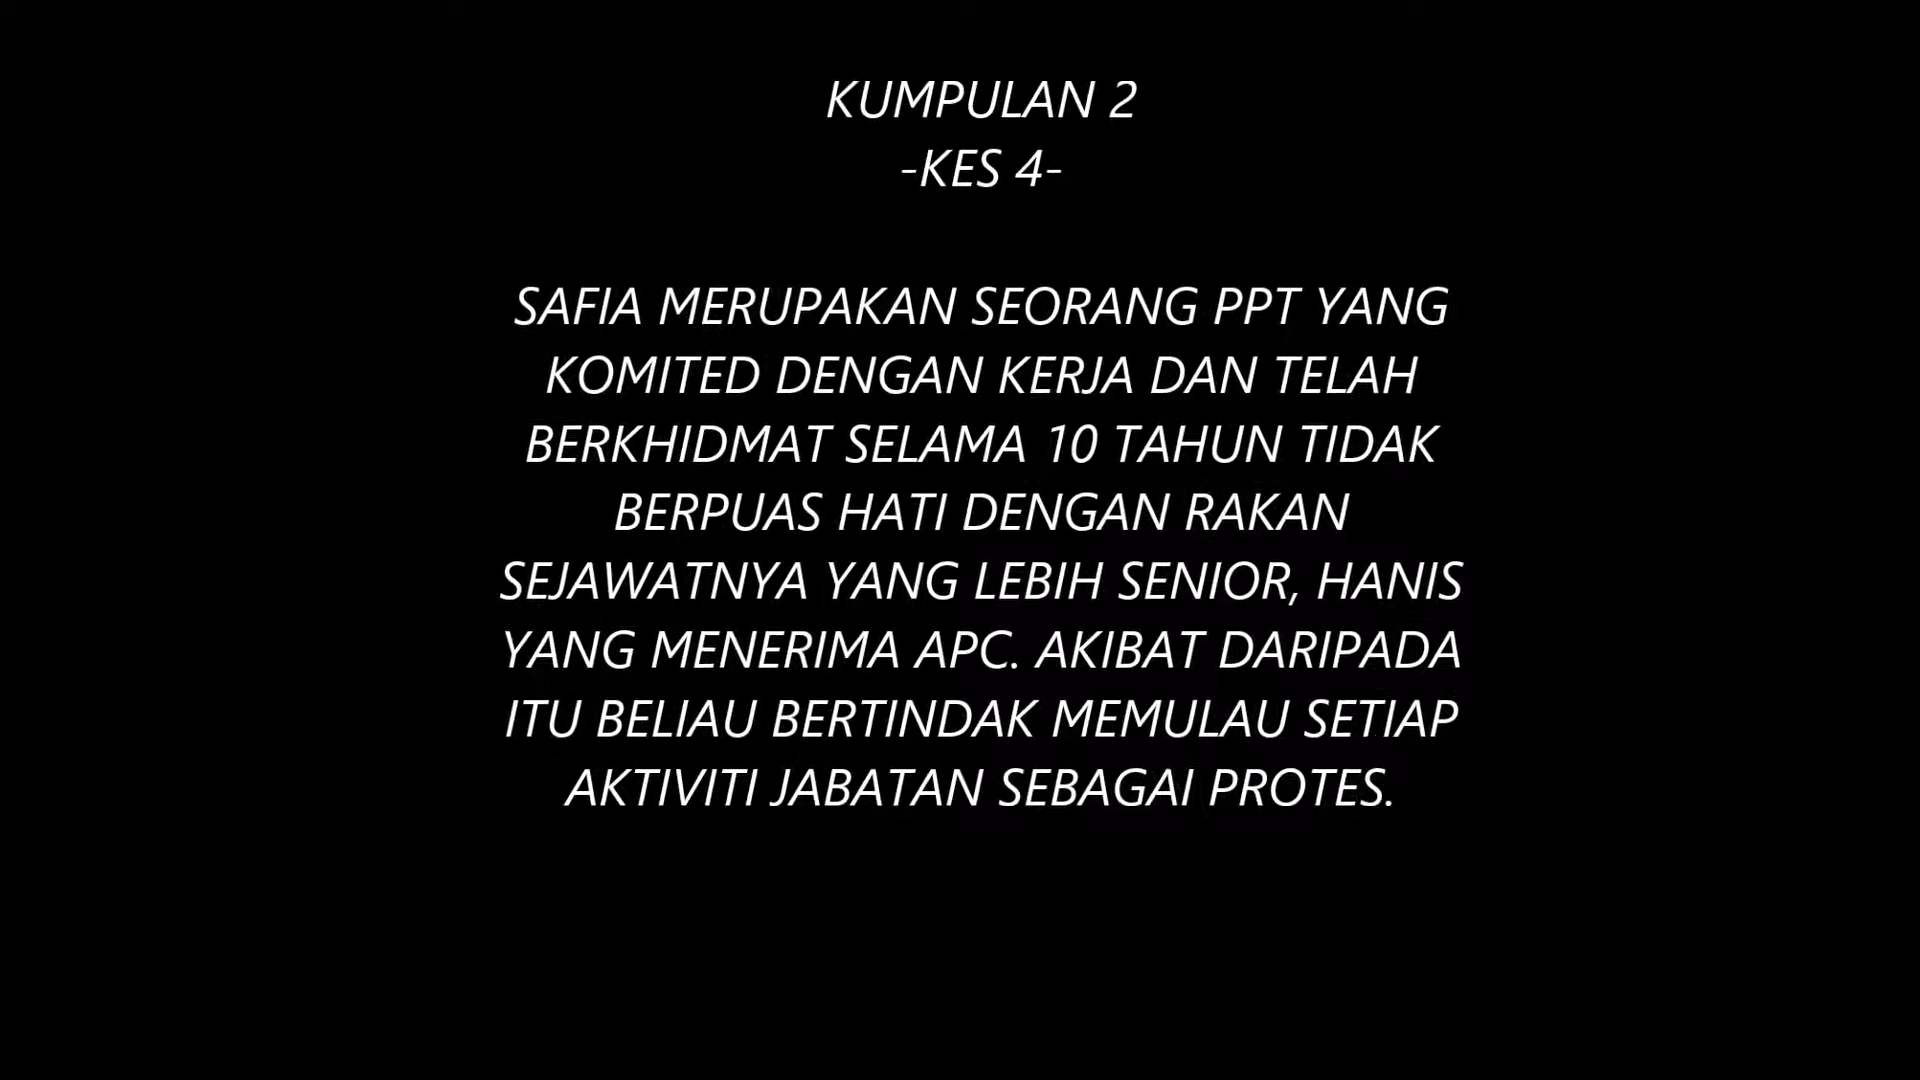 KUMPULAN 2
-KES 4-
SAFIA MERUPAKAN SEORANG PPT YANG
KOMITED DENGAN KERJA DAN TELAH
BERKHIDMAT SELAMA 10 TAHUN TIDAK
BERPUAS HATI DENGAN RAKAN
SEJAWATNYA YANG LEBIH SENIOR, HANIS
YANG MENERIMA APC. AKIBAT DARIPADA
ITU BELIAU BERTINDAK MEMULAU SETIAP
AKTIVITI JABATAN SEBAGAI PROTES.